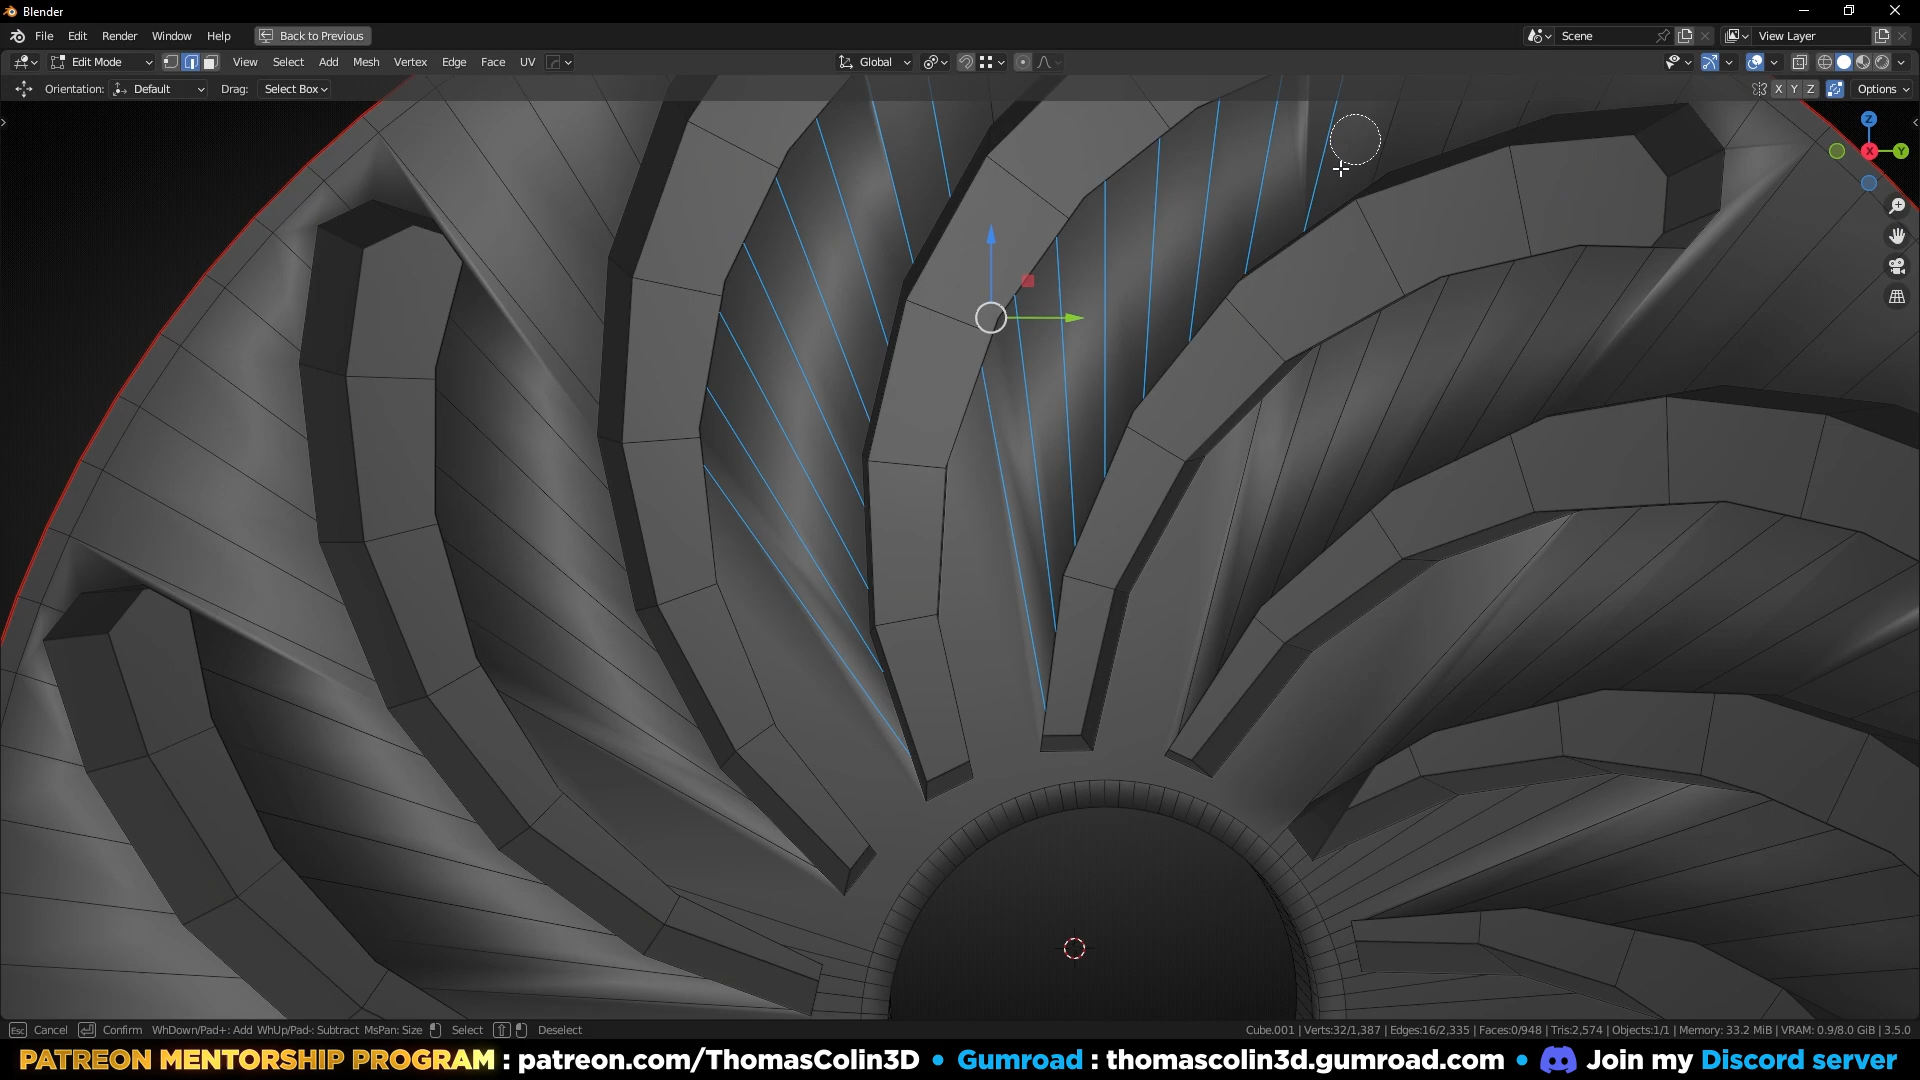 Blender
File Edit Render Window Help Back to Previous Scene View Layer
Edit Mode View Select Add Mesh Vertex Edge Face UV Global
Orientation: Default Drag: Select Box X Y Z Options
Z
X Y
Esc Cancel Confirm WhDown/Pad+: Add WhUp/Pad-: Subtract MsPan: Size Select Deselect Cube.001 | Verts:32/1,387 | Edges:16/2,335 | Faces:0/948 | Tris:2,574 | Objects:1/1 | Memory: 33.2 MiB | VRAM: 0.9/8.0 GiB | 3.5.0
PATREON MENTORSHIP PROGRAM : patreon.com/ThomasColin3D • Gumroad : thomascolin3d.gumroad.com • Join my Discord server